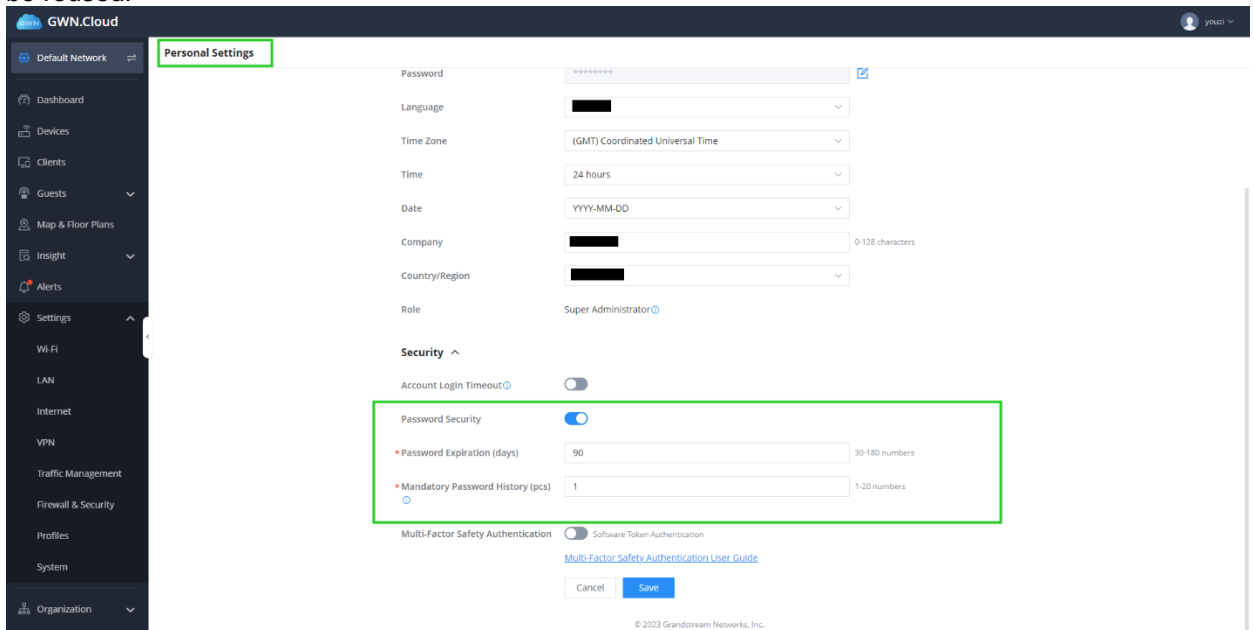 be reused.
GWN GWN.Cloud
youzi
Default Network
Personal Settings
Dashboard
Devices
Clients
Guests
Map & Floor Plans
Insight
Alerts
Settings
Wi-Fi
LAN
Internet
VPN
Traffic Management
Firewall & Security
Profiles
System
Organization
Password ********
Language
Time Zone (GMT) Coordinated Universal Time
Time 24 hours
Date YYYY-MM-DD
Company 0-128 characters
Country/Region
Role Super Administrator
Security
Account Login Timeout
Password Security
* Password Expiration (days) 90 30-180 numbers
* Mandatory Password History (pcs) 1 1-20 numbers
Multi-Factor Safety Authentication Software Token Authentication
Multi-Factor Safety Authentication User Guide
Cancel Save
© 2023 Grandstream Networks, Inc.